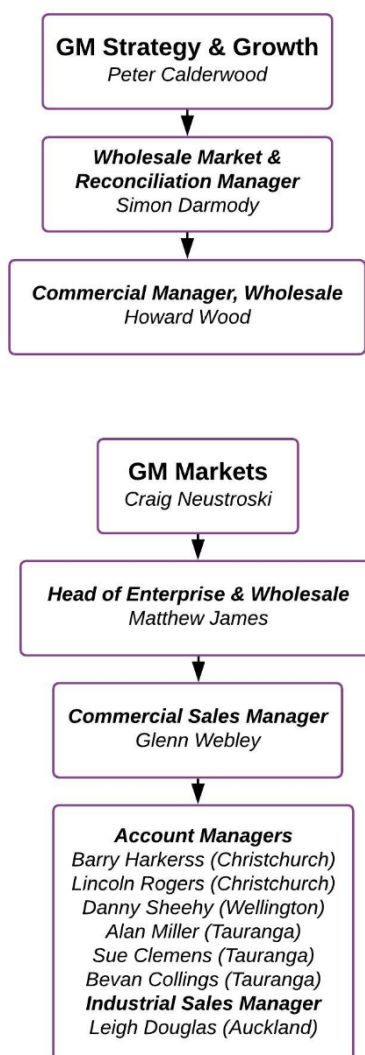 GM Strategy & Growth
Peter Calderwood
Wholesale Market &
Reconciliation Manager
Simon Darmody
Commercial Manager, Wholesale
Howard Wood
GM Markets
Craig Neustroski
Head of Enterprise & Wholesale
Matthew James
Commercial Sales Manager
Glenn Webley
Account Managers
Barry Harkerss (Christchurch)
Lincoln Rogers (Christchurch)
Danny Sheehy (Wellington)
Alan Miller (Tauranga)
Sue Clemens (Tauranga)
Bevan Collings (Tauranga)
Industrial Sales Manager
Leigh Douglas (Auckland)